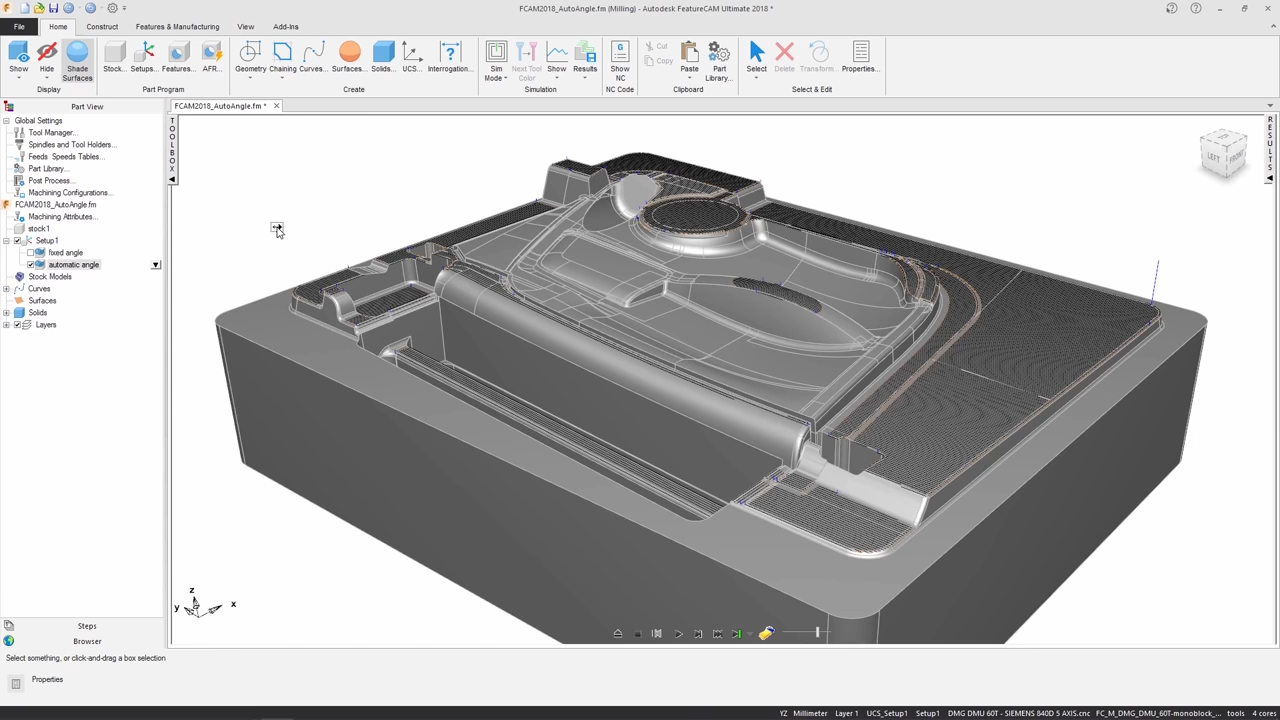 FCAM2018_AutoAngle.fm (Milling) - Autodesk FeatureCAM Ultimate 2018 *
File Home Construct Features & Manufacturing View Add-Ins
Show Hide Shade Surfaces
Stock... Setups... Features... AFR...
Geometry Chaining Curves... Surfaces... Solids... UCS... Interrogation...
Sim Mode Next Tool Color Show Results
Show NC
Cut
Copy
Paste Part Library...
Select Delete Transform... Properties...
Display Part Program Create Simulation NC Code Clipboard Select & Edit
Part View
FCAM2018_AutoAngle.fm *
Global Settings
Tool Manager...
Spindles and Tool Holders...
Feeds Speeds Tables...
Part Library...
Post Process...
Machining Configurations...
FCAM2018_AutoAngle.fm
Machining Attributes...
stock1
Setup1
fixed angle
automatic angle
Stock Models
Curves
Surfaces
Solids
Layers
TOOLBOX
RESULTS
TOP
LEFT
FRONT
z
y
x
Steps
Browser
Select something, or click-and-drag a box selection
Properties
YZ Millimeter Layer 1 UCS_Setup1 Setup1 DMG DMU 60T - SIEMENS 840D 5 AXIS.cnc FC_M_DMG_DMU_60T-monoblock_... tools 4 cores